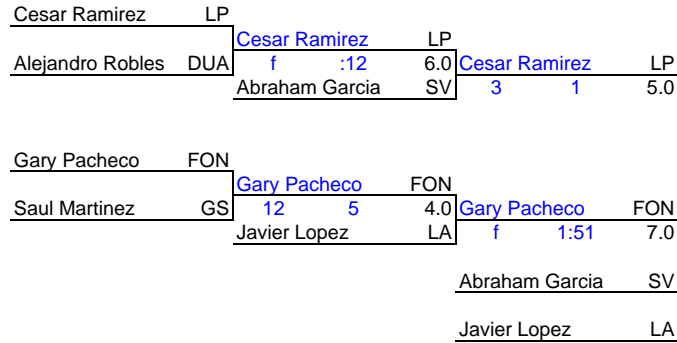 Cesar Ramirez LP
Cesar Ramirez LP
Alejandro Robles DUA f :12 6.0 Cesar Ramirez LP
Abraham Garcia SV 3 1 5.0
Gary Pacheco FON
Gary Pacheco FON
Saul Martinez GS 12 5 4.0 Gary Pacheco FON
Javier Lopez LA f 1:51 7.0
Abraham Garcia SV
Javier Lopez LA